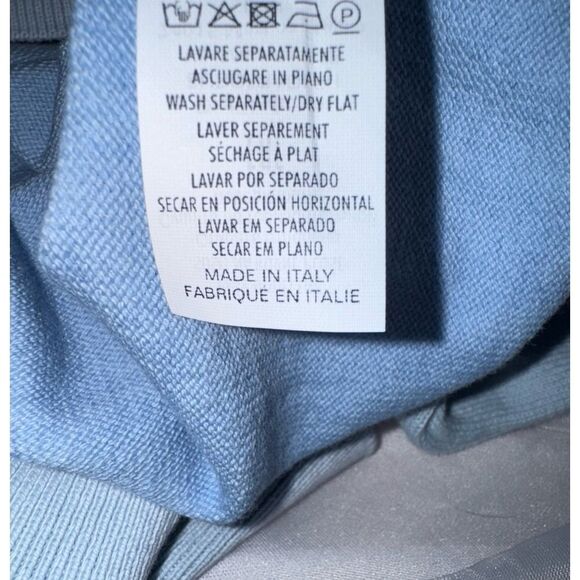 LAVARE SEPARATAMENTE
ASCIUGARE IN PIANO
WASH SEPARATELY/DRY FLAT
LAVER SEPAREMENT
SÉCHAGE À PLAT
LAVAR POR SEPARADO
SECAR EN POSICIÓN HORIZONTAL
LAVAR EM SEPARADO
SECAR EM PLANO
MADE IN ITALY
FABRIQUÉ EN ITALIE